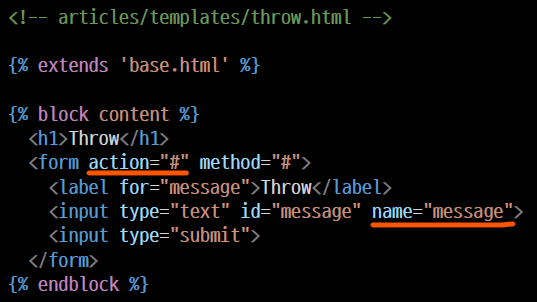 <!-- articles/templates/throw.html -->
{% extends 'base.html' %}
{% block content %}
<h1>Throw</h1>
<form action="#" method="#">
<label for="message">Throw</label>
<input type="text" id="message" name="message">
<input type="submit">
</form>
{% endblock %}